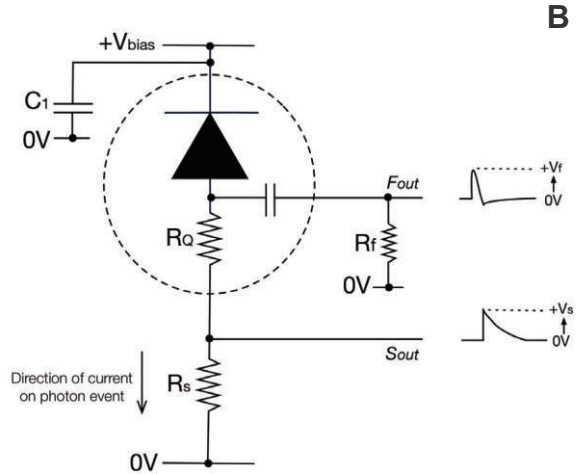 B
+Vbias
C1
0V
Fout
+Vf
0V
RQ
Rf
0V
+Vs
0V
Sout
Direction of current
on photon event
Rs
0V